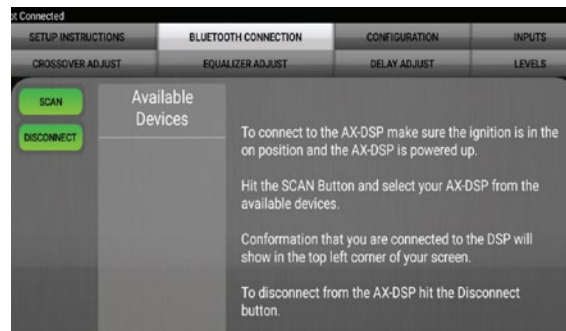 ot Connected
SETUP INSTRUCTIONS BLUETOOTH CONNECTION CONFIGURATION INPUTS
CROSSOVER ADJUST EQUALIZER ADJUST DELAY ADJUST LEVELS
SCAN
DISCONNECT
Available
Devices
To connect to the AX-DSP make sure the ignition is in the
on position and the AX-DSP is powered up.
Hit the SCAN Button and select your AX-DSP from the
available devices.
Conformation that you are connected to the DSP will
show in the top left corner of your screen.
To disconnect from the AX-DSP hit the Disconnect
button.